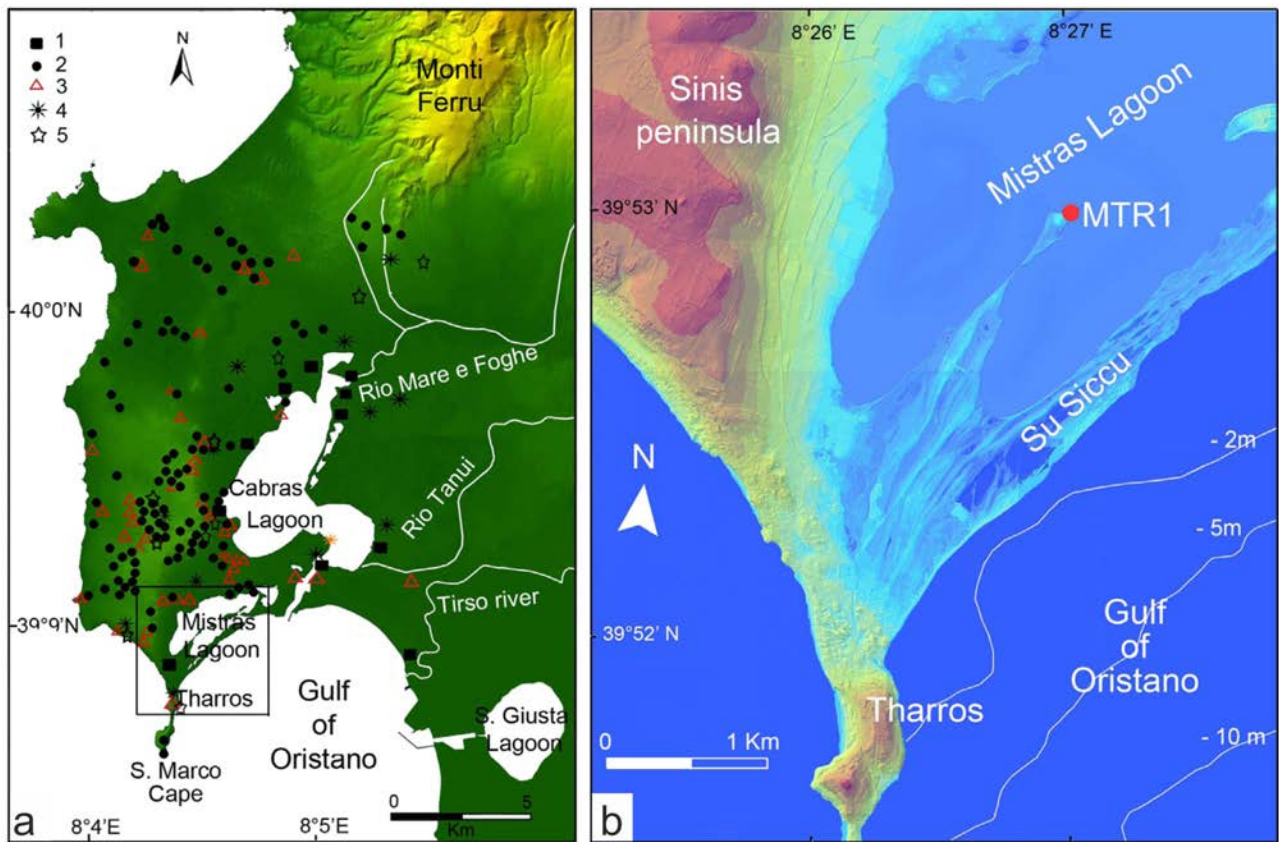 N
1
2
3
4
5
Monti
Ferru
40°0'N
Rio Mare e Foghe
Cabras
Lagoon
Rio Tanui
Tirso river
39°9'N
Mistras
Lagoon
Tharros
Gulf
of
Oristano
S. Giusta
Lagoon
S. Marco
Cape
0
5
Km
a
8°4'E
8°5'E
8°26' E
8°27' E
Sinis
peninsula
Mistras Lagoon
39°53' N
MTR1
Su Siccu
N
- 2m
- 5m
39°52' N
Gulf
of
Oristano
Tharros
0
1 Km
- 10 m
b